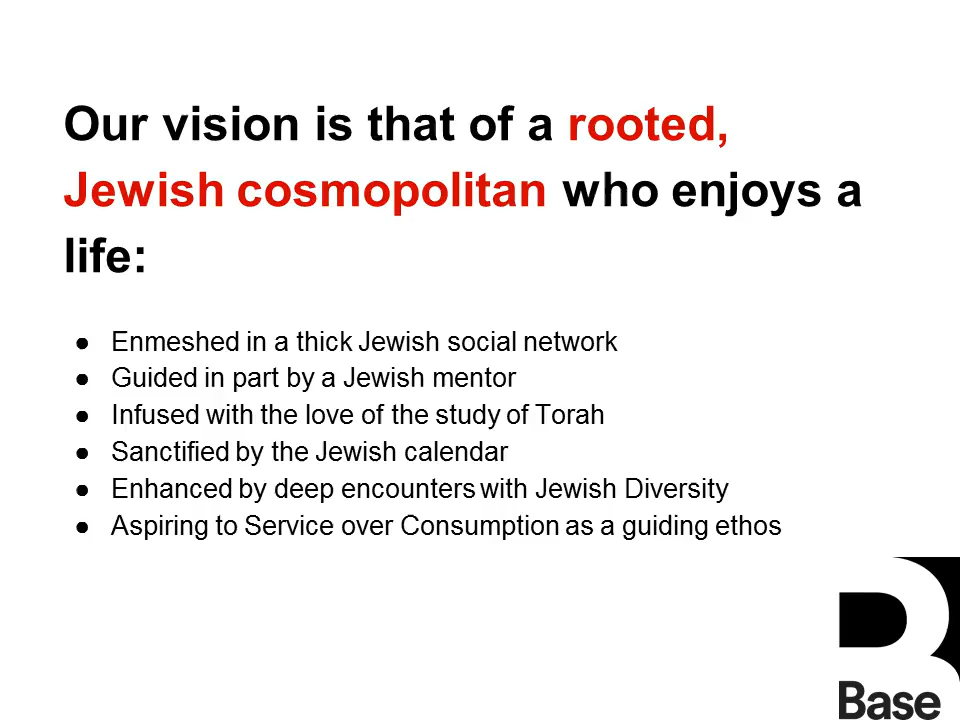 Our vision is that of a rooted,
Jewish cosmopolitan who enjoys a
life:
● Enmeshed in a thick Jewish social network
● Guided in part by a Jewish mentor
● Infused with the love of the study of Torah
● Sanctified by the Jewish calendar
● Enhanced by deep encounters with Jewish Diversity
● Aspiring to Service over Consumption as a guiding ethos
B
Base